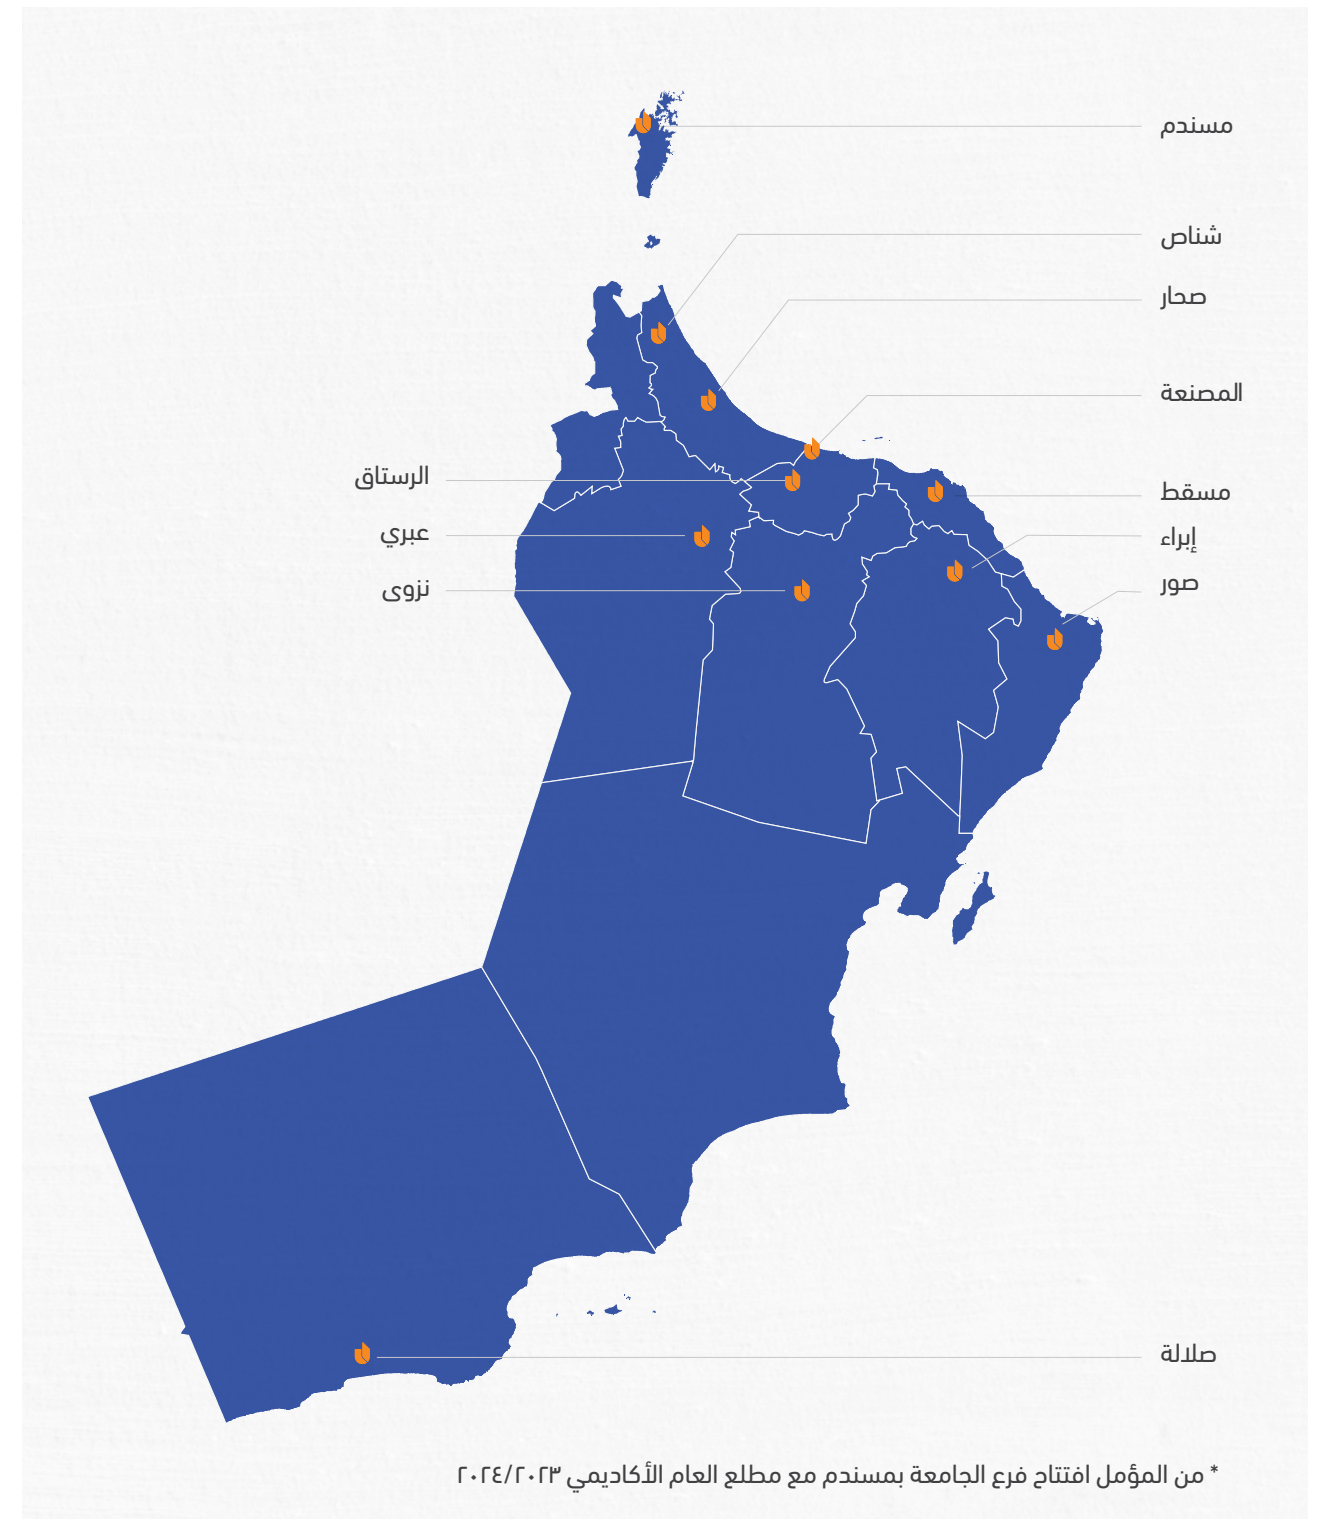 مسندم
شناص
صحار
المصنعة
مسقط
إبراء
صور
الرستاق
عبري
نزوى
صلالة
* من المؤمل افتتاح فرع الجامعة بمسندم مع مطلع العام الأكاديمي ٢٠٢٤/٢٠٢٣